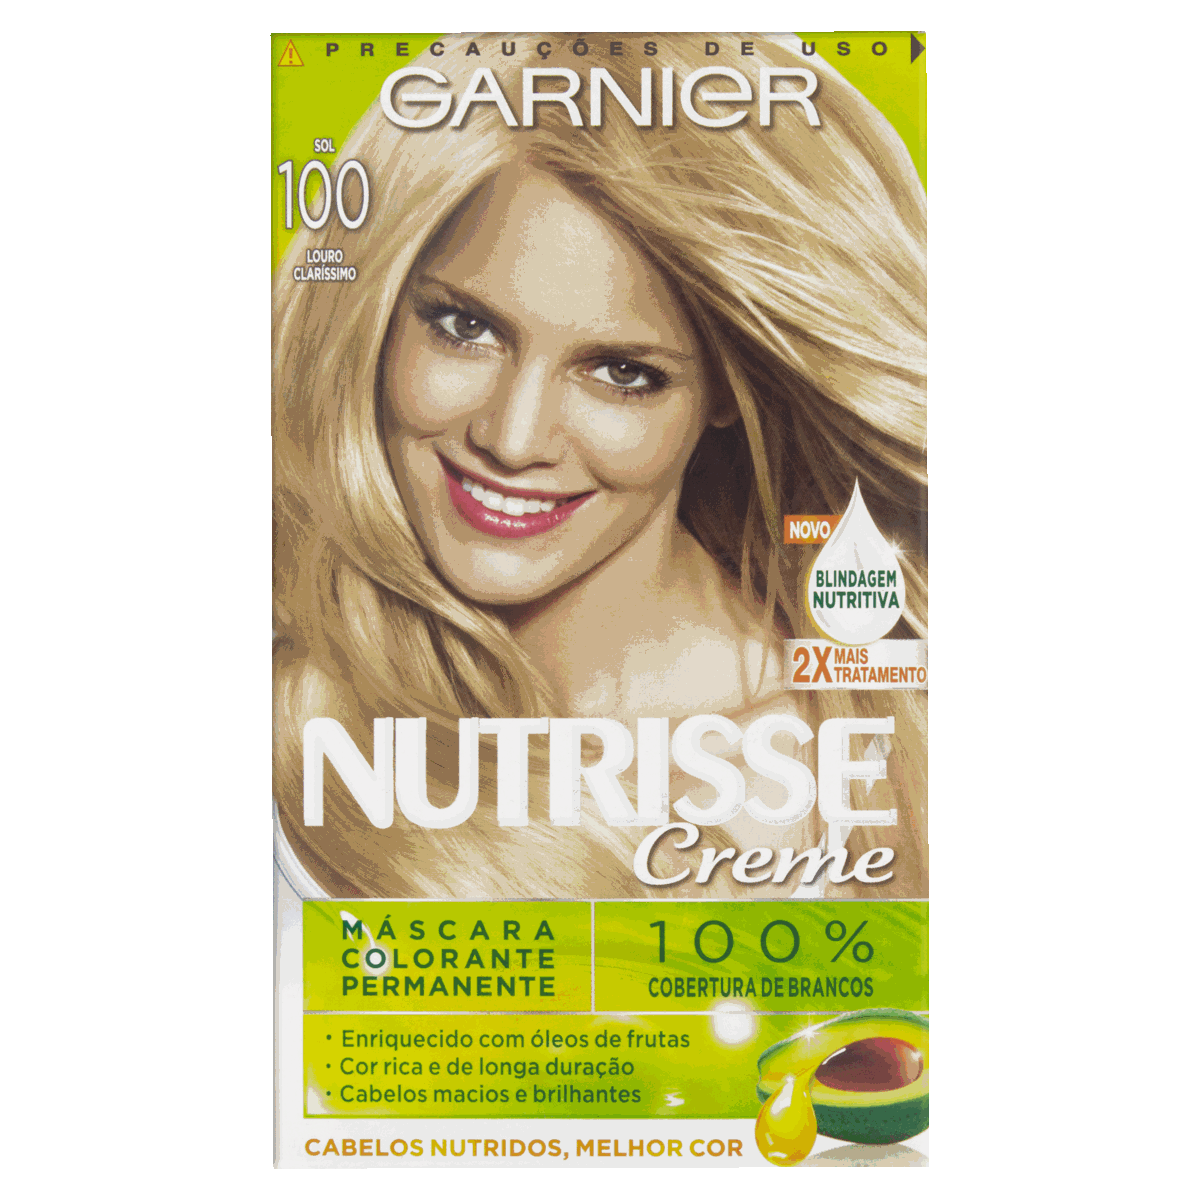 PRECAUÇÕES DE USO
GARNIER
SOL
100
LOURO
CLARÍSSIMO
NOVO
BLINDAGEM
NUTRITIVA
2X MAIS
TRATAMENTO
NUTRISSE
Creme
MÁSCARA
COLORANTE
PERMANENTE
100%
COBERTURA DE BRANCOS
• Enriquecido com óleos de frutas
• Cor rica e de longa duração
• Cabelos macios e brilhantes
CABELOS NUTRIDOS, MELHOR COR